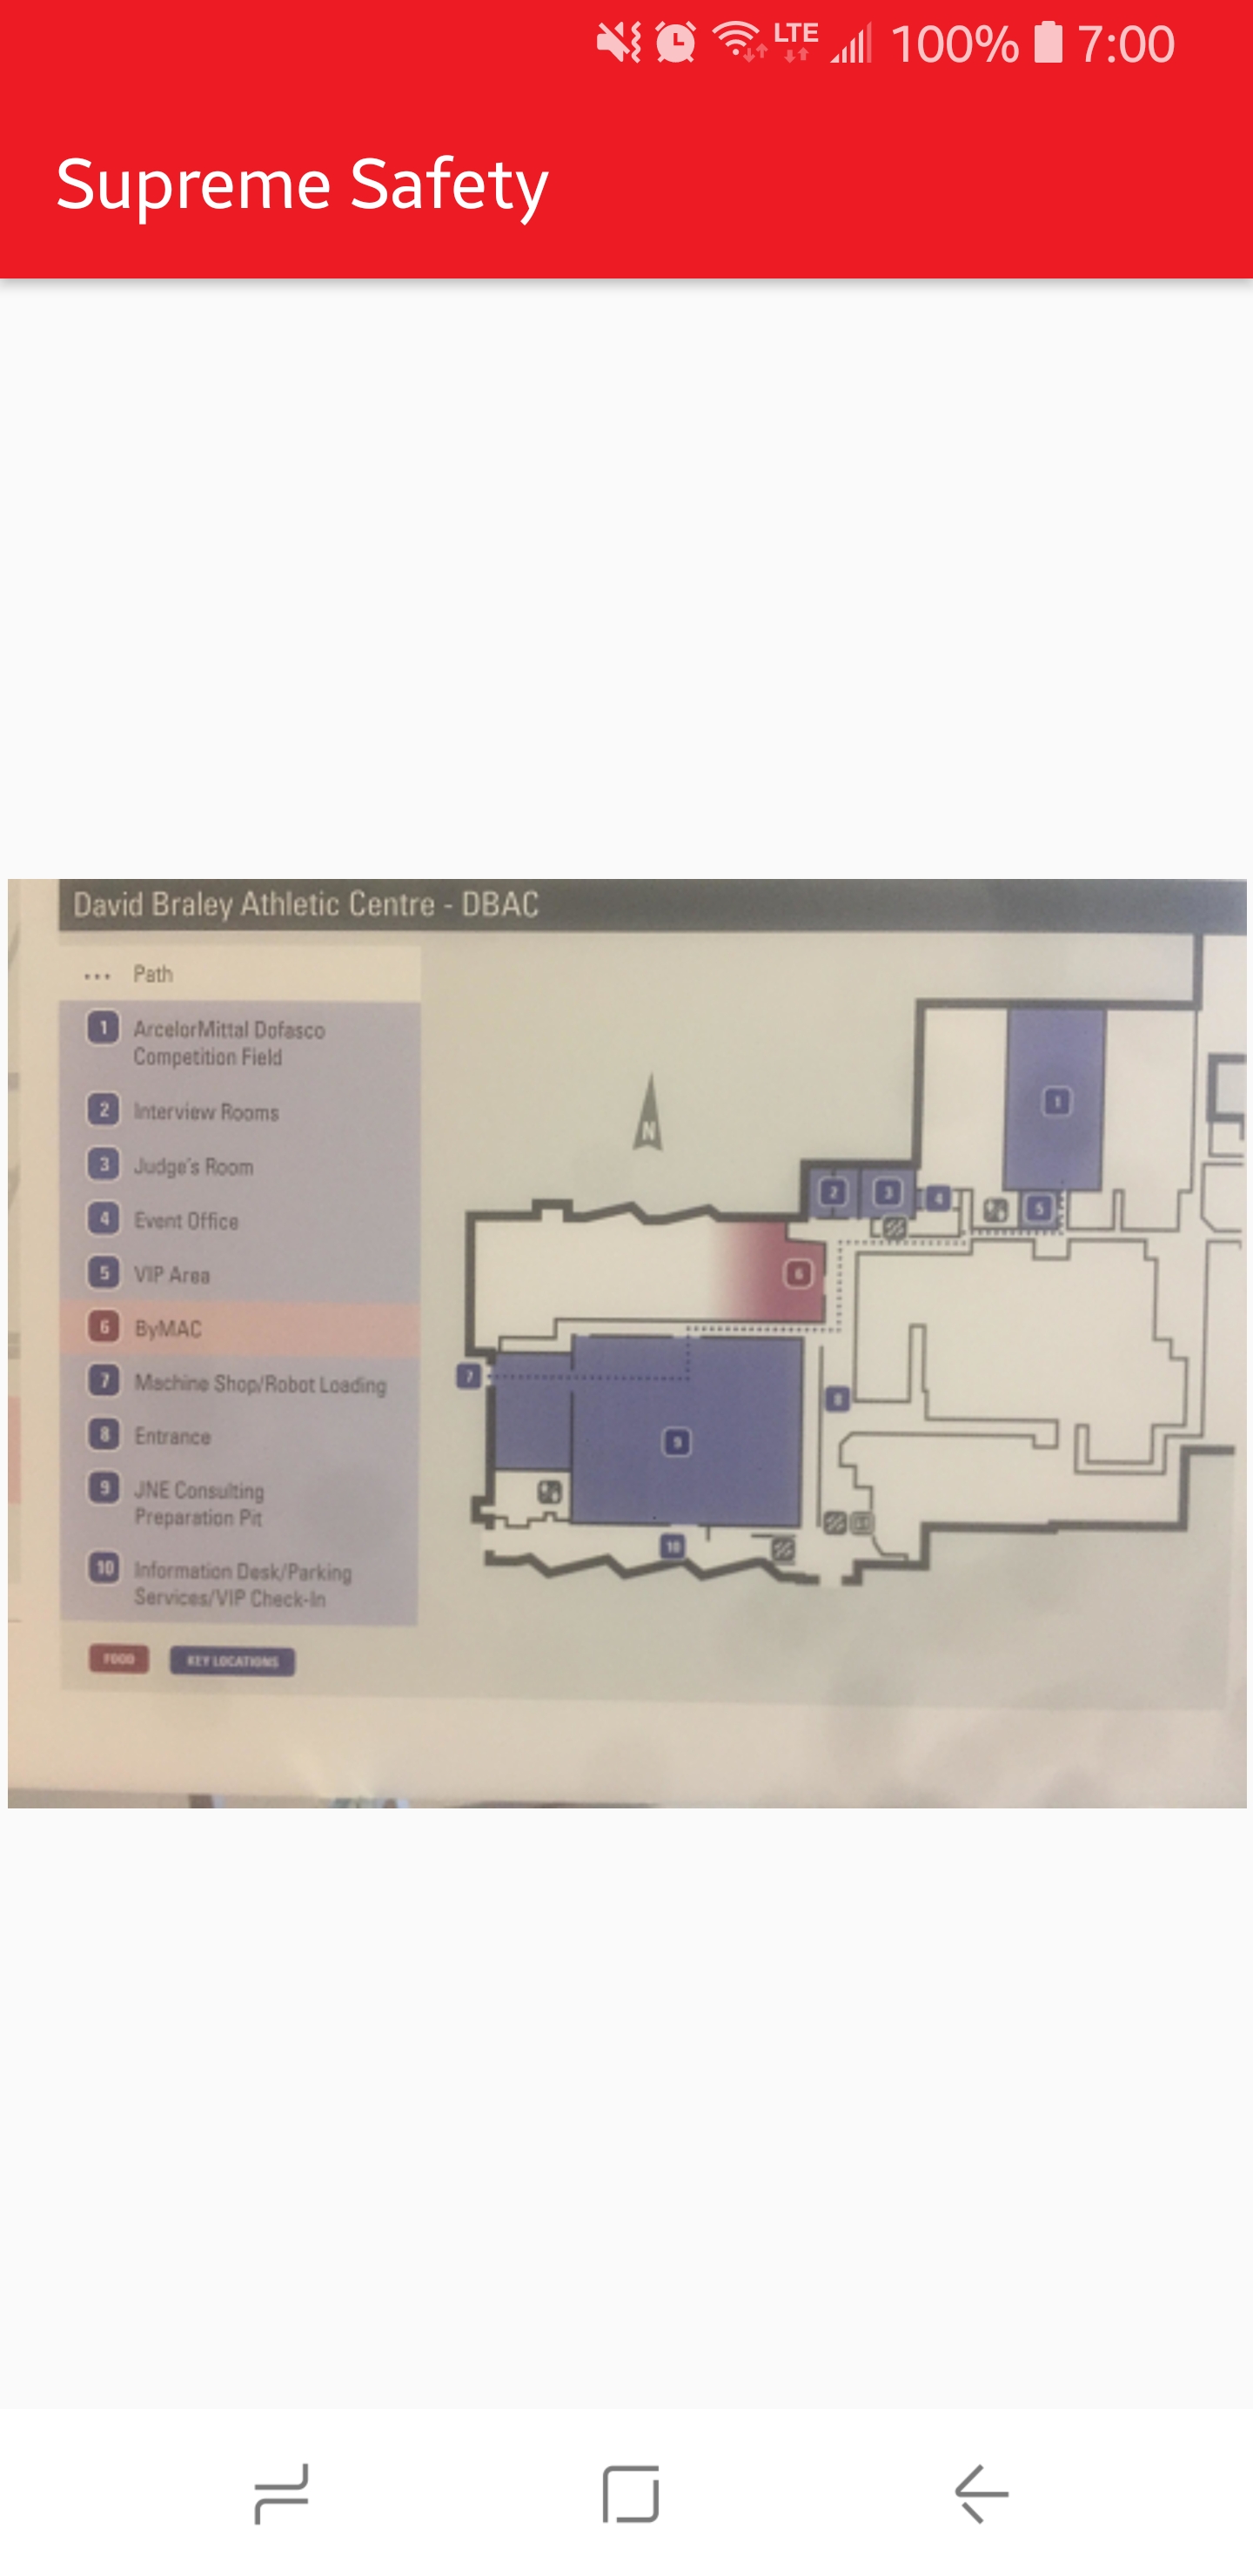 LTE 100% 7:00
Supreme Safety
David Braley Athletic Centre - DBAC
... Path
1 ArcelorMittal Dofasco
Competition Field
2 Interview Rooms
3 Judge's Room
4 Event Office
5 VIP Area
6 ByMAC
7 Machine Shop/Robot Loading
8 Entrance
9 JNE Consulting
Preparation Pit
10 Information Desk/Parking
Services/VIP Check-In
FOOD KEY LOCATIONS
N
1
2 3 4
5
6
7
8
9
10